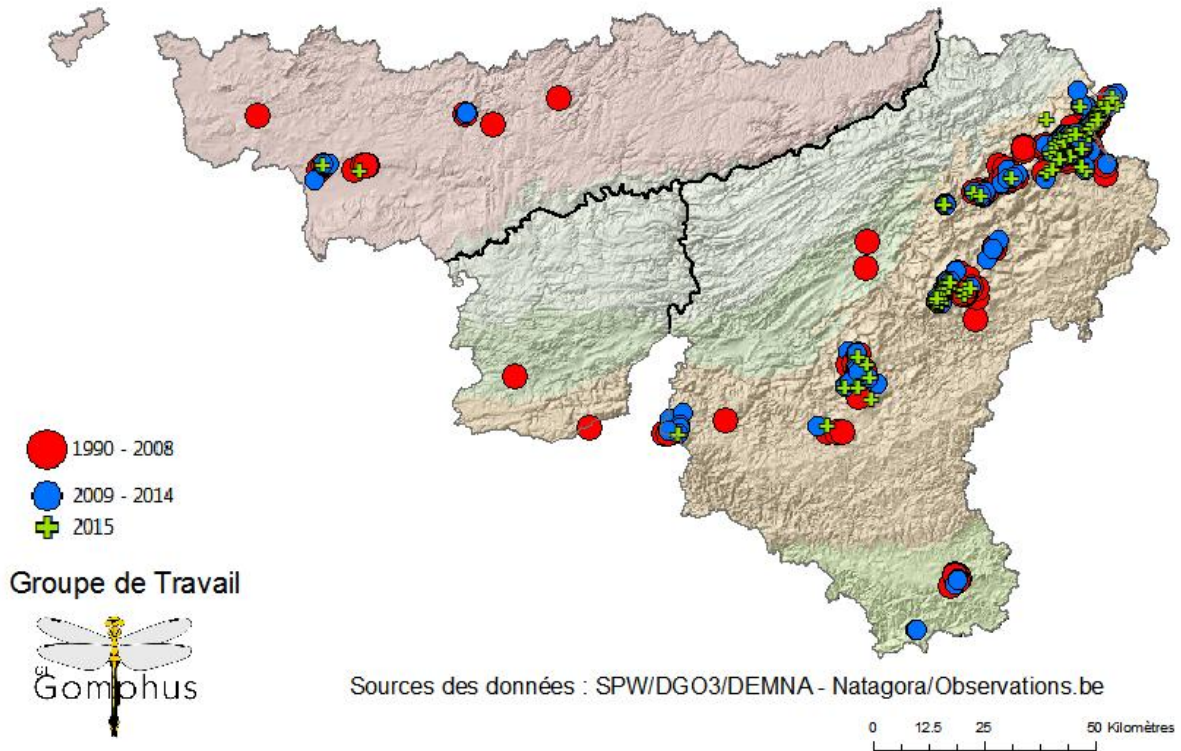 1990 - 2008
2009 - 2014
2015
Groupe de Travail
GT
Gomphus
Sources des données : SPW/DGO3/DEMNA - Natagora/Observations.be
0 12.5 25 50 Kilomètres